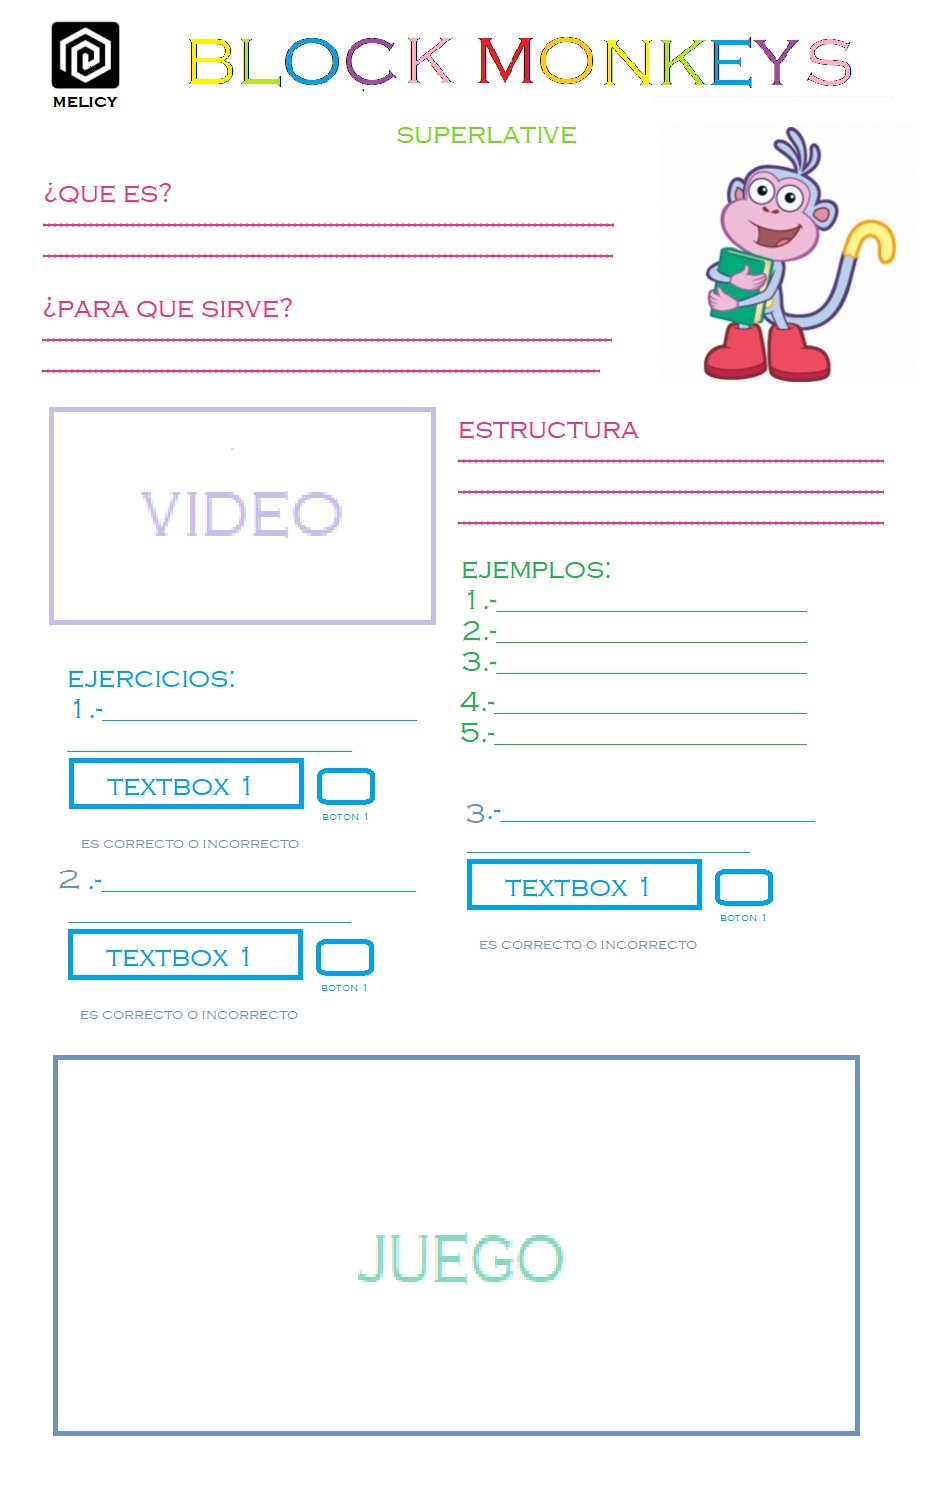 BLOCK MONKEYS
MELICY
SUPERLATIVE
¿QUE ES?
¿PARA QUE SIRVE?
VIDEO
ESTRUCTURA
EJEMPLOS:
1.-
2.-
3.-
4.-
5.-
EJERCICIOS:
1.-
TEXTBOX 1
BOTON 1
ES CORRECTO O INCORRECTO
2 .-
TEXTBOX 1
BOTON 1
ES CORRECTO O INCORRECTO
3.-
TEXTBOX 1
BOTON 1
ES CORRECTO O INCORRECTO
JUEGO